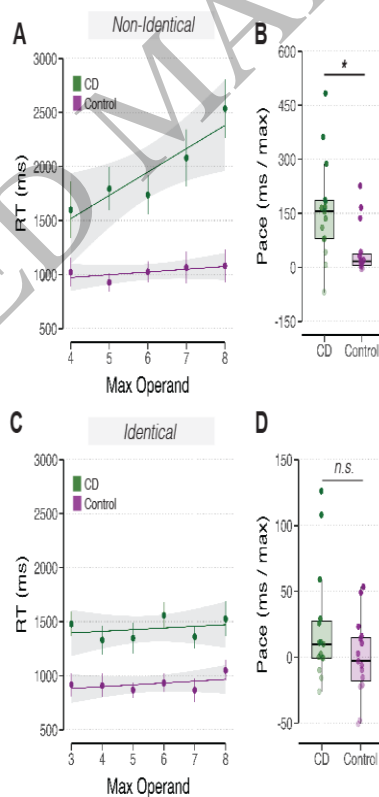 A
Non-Identical
3000
2500
2000
1500
1000
500
RT (ms)
CD
Control
4
5
6
7
8
Max Operand
B
600
450
300
150
0
-150
Pace (ms / max)
*
CD
Control
C
Identical
3000
2500
2000
1500
1000
500
RT (ms)
CD
Control
3
4
5
6
7
8
Max Operand
D
150
100
50
0
-50
Pace (ms / max)
n.s.
CD
Control